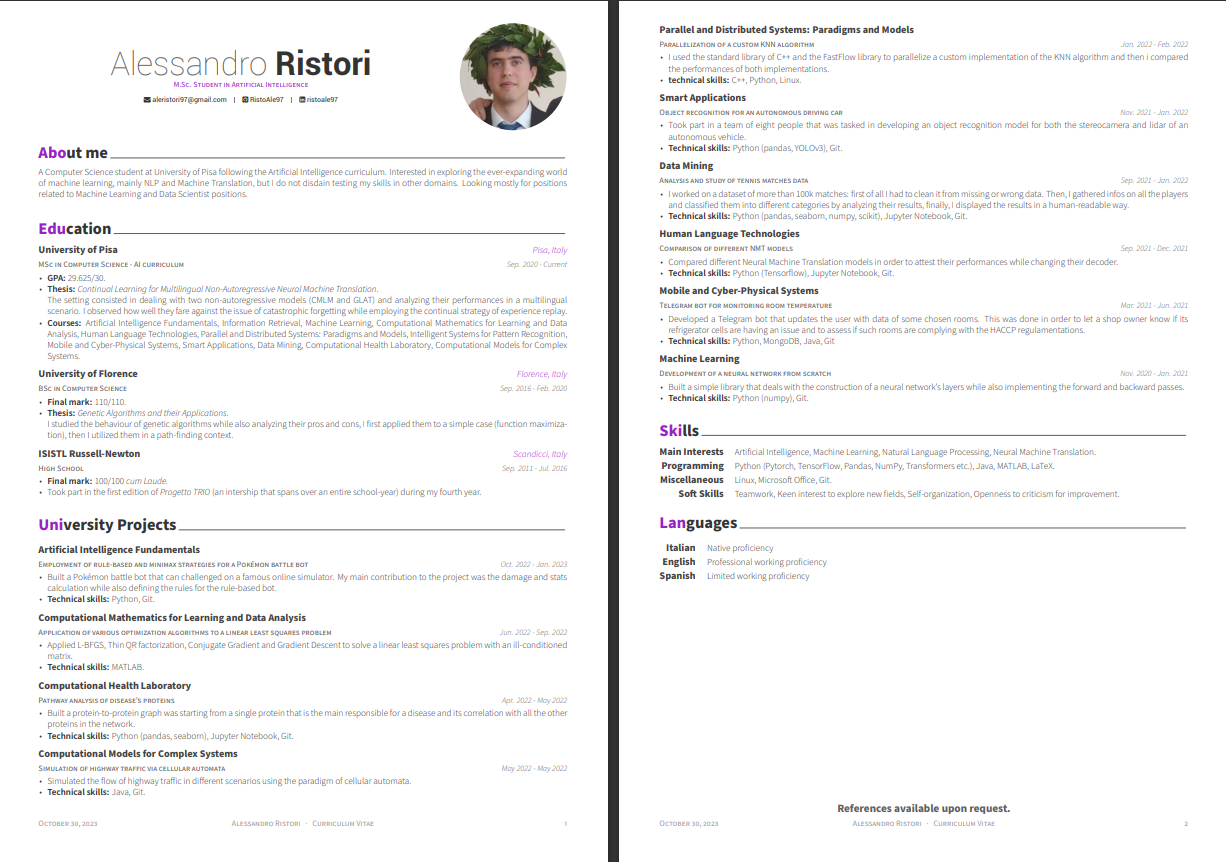 Alessandro Ristori
M.Sc. Student in Artificial Intelligence
aleristori97@gmail.com | RistoAle97 | ristoale97
About me
A Computer Science student at University of Pisa following the Artificial Intelligence curriculum. Interested in exploring the ever-expanding world
of machine learning, mainly NLP and Machine Translation, but I do not disdain testing my skills in other domains. Looking mostly for positions
related to Machine Learning and Data Scientist positions.
Education
University of Pisa Pisa, Italy
MSc in Computer Science - AI curriculum Sep. 2020 - Current
• GPA: 29.625/30.
• Thesis: Continual Learning for Multilingual Non-Autoregressive Neural Machine Translation.
The setting consisted in dealing with two non-autoregressive models (CMLM and GLAT) and analyzing their performances in a multilingual
scenario. I observed how well they fare against the issue of catastrophic forgetting while employing the continual strategy of experience replay.
• Courses: Artificial Intelligence Fundamentals, Information Retrieval, Machine Learning, Computational Mathematics for Learning and Data
Analysis, Human Language Technologies, Parallel and Distributed Systems: Paradigms and Models, Intelligent Systems for Pattern Recognition,
Mobile and Cyber-Physical Systems, Smart Applications, Data Mining, Computational Health Laboratory, Computational Models for Complex
Systems.
University of Florence Florence, Italy
BSc in Computer Science Sep. 2016 - Feb. 2020
• Final mark: 110/110.
• Thesis: Genetic Algorithms and their Applications.
I studied the behaviour of genetic algorithms while also analyzing their pros and cons, I first applied them to a simple case (function maximiza-
tion), then I utilized them in a path-finding context.
ISISTL Russell-Newton Scandicci, Italy
High School Sep. 2011 - Jul. 2016
• Final mark: 100/100 cum Laude.
• Took part in the first edition of Progetto TRIO (an intership that spans over an entire school-year) during my fourth year.
University Projects
Artificial Intelligence Fundamentals
Employment of rule-based and minimax strategies for a Pokémon battle bot Oct. 2022 - Jan. 2023
• Built a Pokémon battle bot that can challenged on a famous online simulator. My main contribution to the project was the damage and stats
calculation while also defining the rules for the rule-based bot.
• Technical skills: Python, Git.
Computational Mathematics for Learning and Data Analysis
Application of various optimization algorithms to a linear least squares problem Jun. 2022 - Sep. 2022
• Applied L-BFGS, Thin QR factorization, Conjugate Gradient and Gradient Descent to solve a linear least squares problem with an ill-conditioned
matrix.
• Technical skills: MATLAB.
Computational Health Laboratory
Pathway analysis of disease's proteins Apr. 2022 - May 2022
• Built a protein-to-protein graph was starting from a single protein that is the main responsible for a disease and its correlation with all the other
proteins in the network.
• Technical skills: Python (pandas, seaborn), Jupyter Notebook, Git.
Computational Models for Complex Systems
Simulation of highway traffic via cellular automata May 2022 - May 2022
• Simulated the flow of highway traffic in different scenarios using the paradigm of cellular automata.
• Technical skills: Java, Git.
October 30, 2023 Alessandro Ristori · Curriculum Vitae 1
Parallel and Distributed Systems: Paradigms and Models
Parallelization of a custom KNN algorithm Jan. 2022 - Feb. 2022
• I used the standard library of C++ and the FastFlow library to parallelize a custom implementation of the KNN algorithm and then I compared
the performances of both implementations.
• technical skills: C++, Python, Linux.
Smart Applications
Object recognition for an autonomous driving car Nov. 2021 - Jan. 2022
• Took part in a team of eight people that was tasked in developing an object recognition model for both the stereocamera and lidar of an
autonomous vehicle.
• Technical skills: Python (pandas, YOLOv3), Git.
Data Mining
Analysis and study of tennis matches data Sep. 2021 - Jan. 2022
• I worked on a dataset of more than 100k matches: first of all I had to clean it from missing or wrong data. Then, I gathered infos on all the players
and classified them into different categories by analyzing their results, finally, I displayed the results in a human-readable way.
• Technical skills: Python (pandas, seaborn, numpy, scikit), Jupyter Notebook, Git.
Human Language Technologies
Comparison of different NMT models Sep. 2021 - Dec. 2021
• Compared different Neural Machine Translation models in order to attest their performances while changing their decoder.
• Technical skills: Python (Tensorflow), Jupyter Notebook, Git.
Mobile and Cyber-Physical Systems
Telegram bot for monitoring room temperature Mar. 2021 - Jun. 2021
• Developed a Telegram bot that updates the user with data of some chosen rooms. This was done in order to let a shop owner know if its
refrigerator cells are having an issue and to assess if such rooms are complying with the HACCP regulamentations.
• Technical skills: Python, MongoDB, Java, Git
Machine Learning
Development of a neural network from scratch Nov. 2020 - Jan. 2021
• Built a simple library that deals with the construction of a neural network's layers while also implementing the forward and backward passes.
• Technical skills: Python (numpy), Git.
Skills
Main Interests Artificial Intelligence, Machine Learning, Natural Language Processing, Neural Machine Translation.
Programming Python (Pytorch, TensorFlow, Pandas, NumPy, Transformers etc.), Java, MATLAB, LaTeX.
Miscellaneous Linux, Microsoft Office, Git.
Soft Skills Teamwork, Keen interest to explore new fields, Self-organization, Openness to criticism for improvement.
Languages
Italian Native proficiency
English Professional working proficiency
Spanish Limited working proficiency
References available upon request.
October 30, 2023 Alessandro Ristori · Curriculum Vitae 2